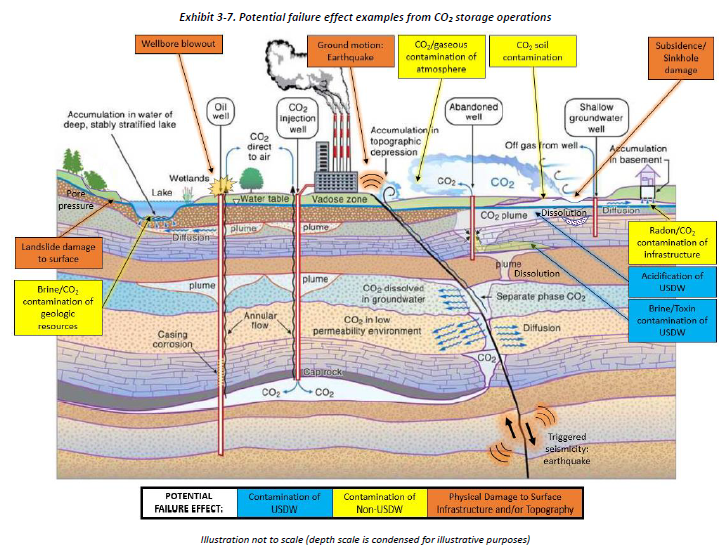 Exhibit 3-7. Potential failure effect examples from CO₂ storage operations
Wellbore blowout
Ground motion:
Earthquake
CO₂/gaseous
contamination of
atmosphere
CO₂ soil
contamination
Subsidence/
Sinkhole
damage
Accumulation in water of
deep, stably stratified lake
Oil
well
CO₂
injection
well
CO₂
direct
to air
Accumulation in
topographic
depression
Abandoned
well
Shallow
groundwater
well
Off gas from well
Accumulation
in basement
Wetlands
Lake
Pore
pressure
Water table
Vadose zone
CO₂
CO₂
CO₂ plume
Dissolution
Diffusion
Diffusion
plume
plume
Landslide damage
to surface
Radon/CO₂
contamination of
infrastructure
Brine/CO₂
contamination of
geologic
resources
plume
plume
plume
Dissolution
Acidification of
USDW
CO₂ dissolved
in groundwater
Separate phase CO₂
Brine/Toxin
contamination of
USDW
Annular
flow
CO₂ in low
permeability environment
Diffusion
Casing
corrosion
CO₂
Caprock
CO₂
CO₂
Triggered
seismicity:
earthquake
POTENTIAL
FAILURE EFFECT:
Contamination of
USDW
Contamination of
Non-USDW
Physical Damage to Surface
Infrastructure and/or Topography
Illustration not to scale (depth scale is condensed for illustrative purposes)